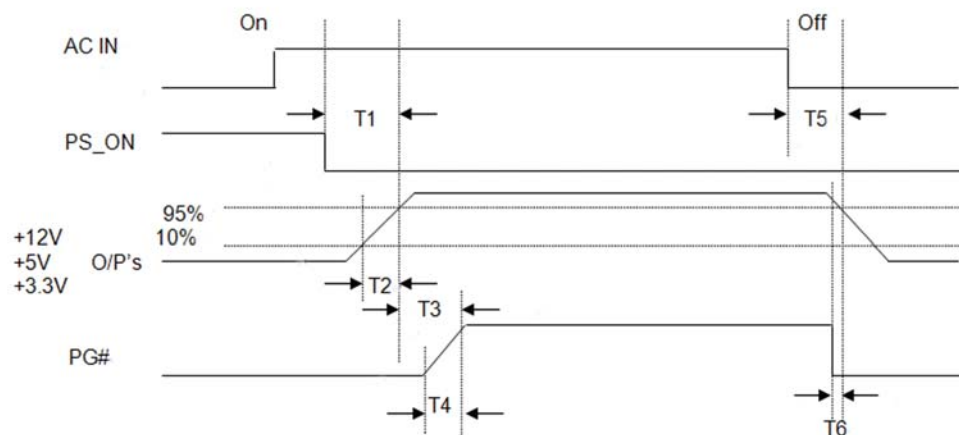 On
Off
AC IN
T1
T5
PS_ON
95%
+12V
10%
+5V
O/P's
+3.3V
T2
T3
PG#
T4
T6